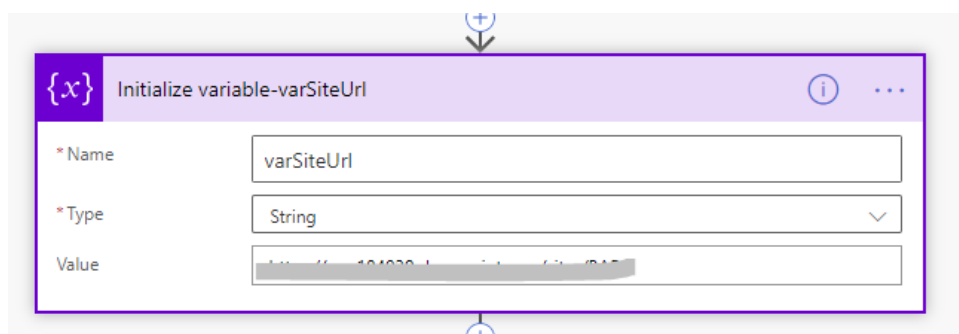 {x} Initialize variable-varSiteUrl
* Name varSiteUrl
* Type String
Value